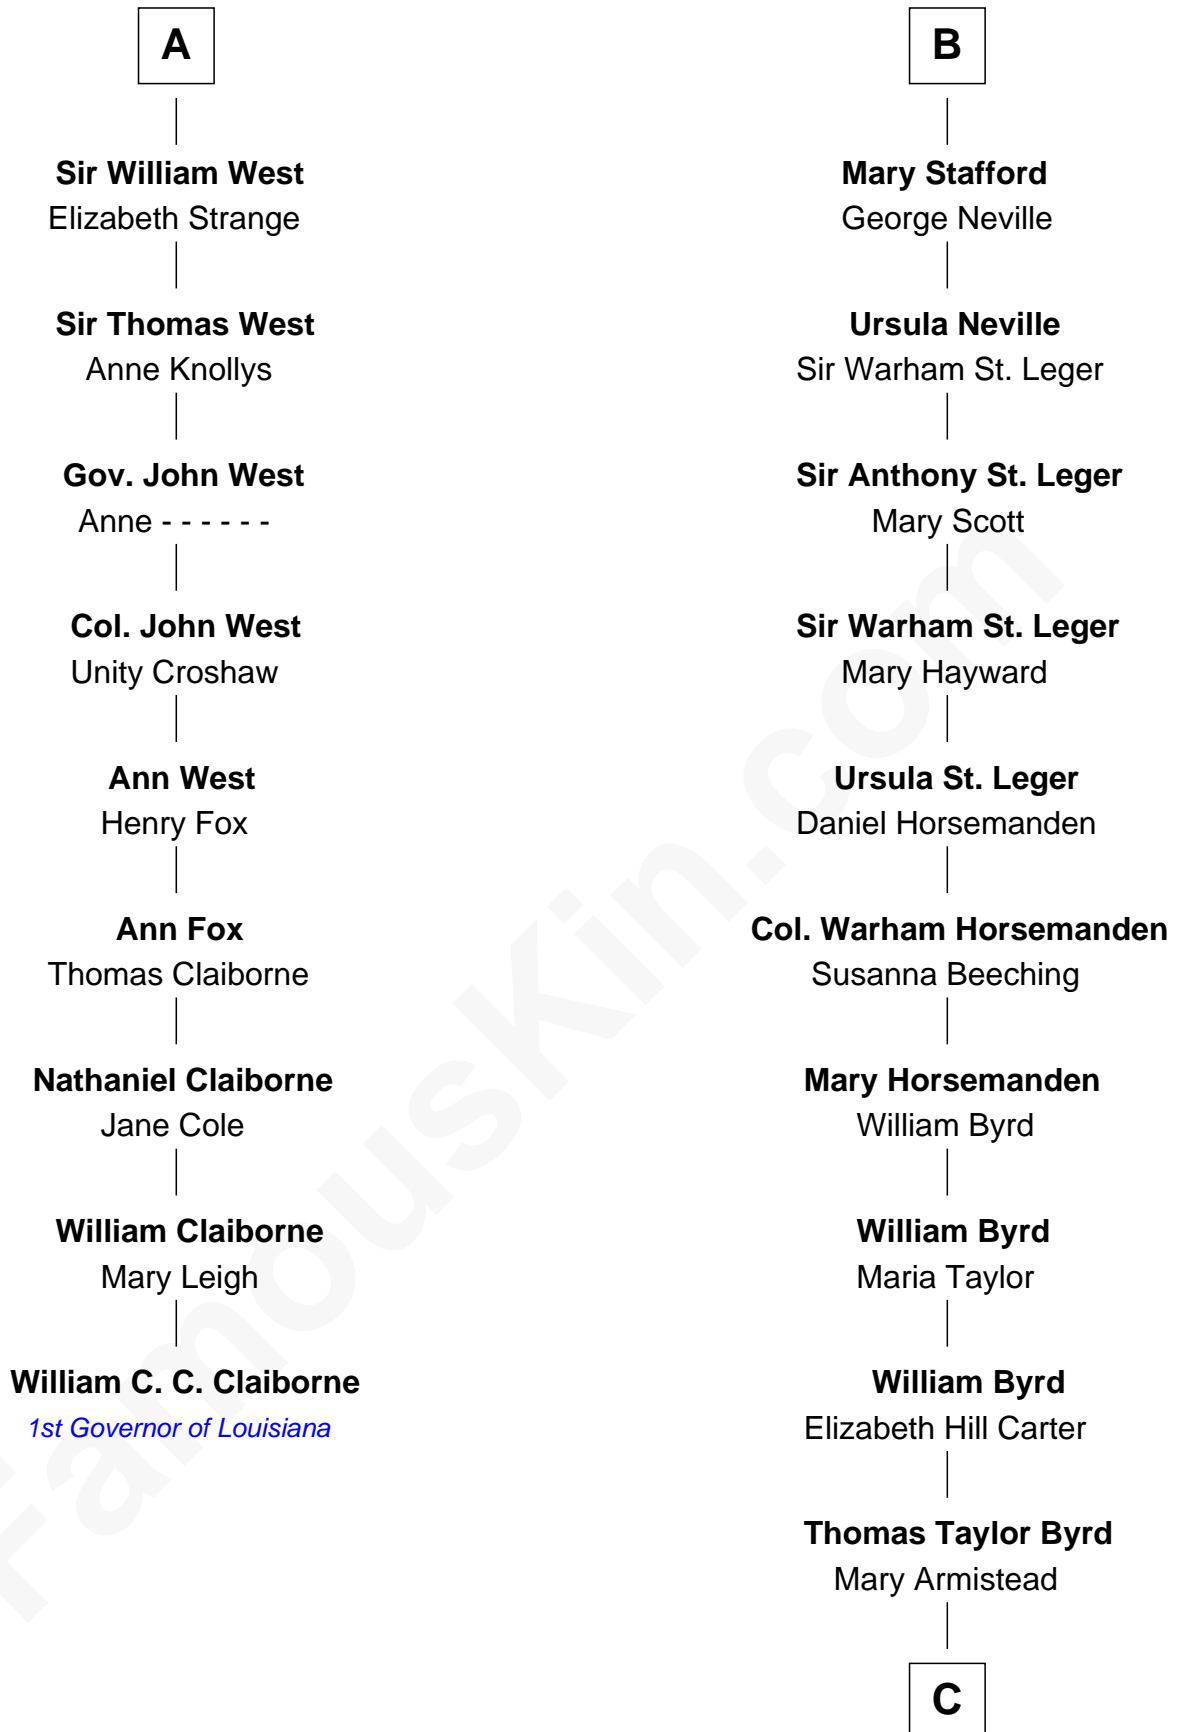 A
Sir William West
Elizabeth Strange
Sir Thomas West
Anne Knollys
Gov. John West
Anne - - - - - -
Col. John West
Unity Croshaw
Ann West
Henry Fox
Ann Fox
Thomas Claiborne
Nathaniel Claiborne
Jane Cole
William Claiborne
Mary Leigh
William C. C. Claiborne
1st Governor of Louisiana
B
Mary Stafford
George Neville
Ursula Neville
Sir Warham St. Leger
Sir Anthony St. Leger
Mary Scott
Sir Warham St. Leger
Mary Hayward
Ursula St. Leger
Daniel Horsemanden
Col. Warham Horsemanden
Susanna Beeching
Mary Horsemanden
William Byrd
William Byrd
Maria Taylor
William Byrd
Elizabeth Hill Carter
Thomas Taylor Byrd
Mary Armistead
C
FamousKin.com